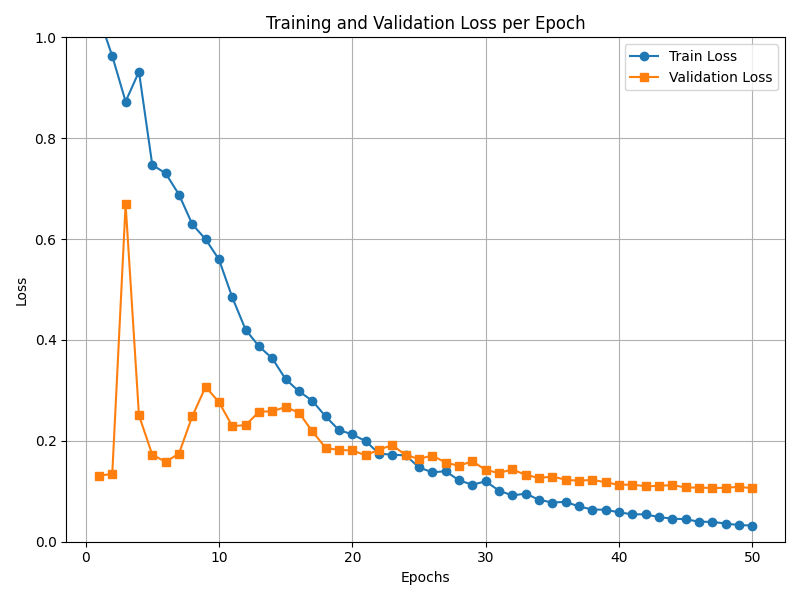 Training and Validation Loss per Epoch
Train Loss
Validation Loss
1.0
0.8
0.6
0.4
0.2
0.0
Loss
0 10 20 30 40 50
Epochs